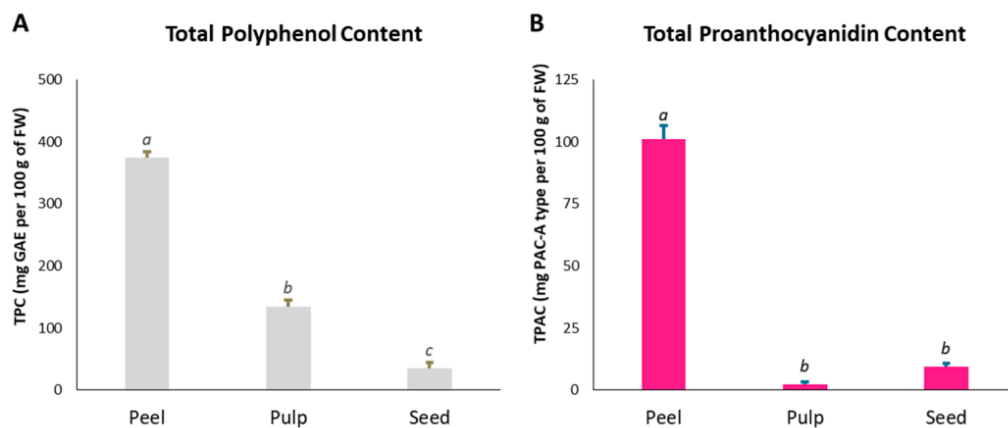 A
Total Polyphenol Content
TPC (mg GAE per 100 g of FW)
500
400
300
200
100
0
a
b
c
Peel
Pulp
Seed
B
Total Proanthocyanidin Content
TPAC (mg PAC-A type per 100 g of FW)
125
100
75
50
25
0
a
b
b
Peel
Pulp
Seed